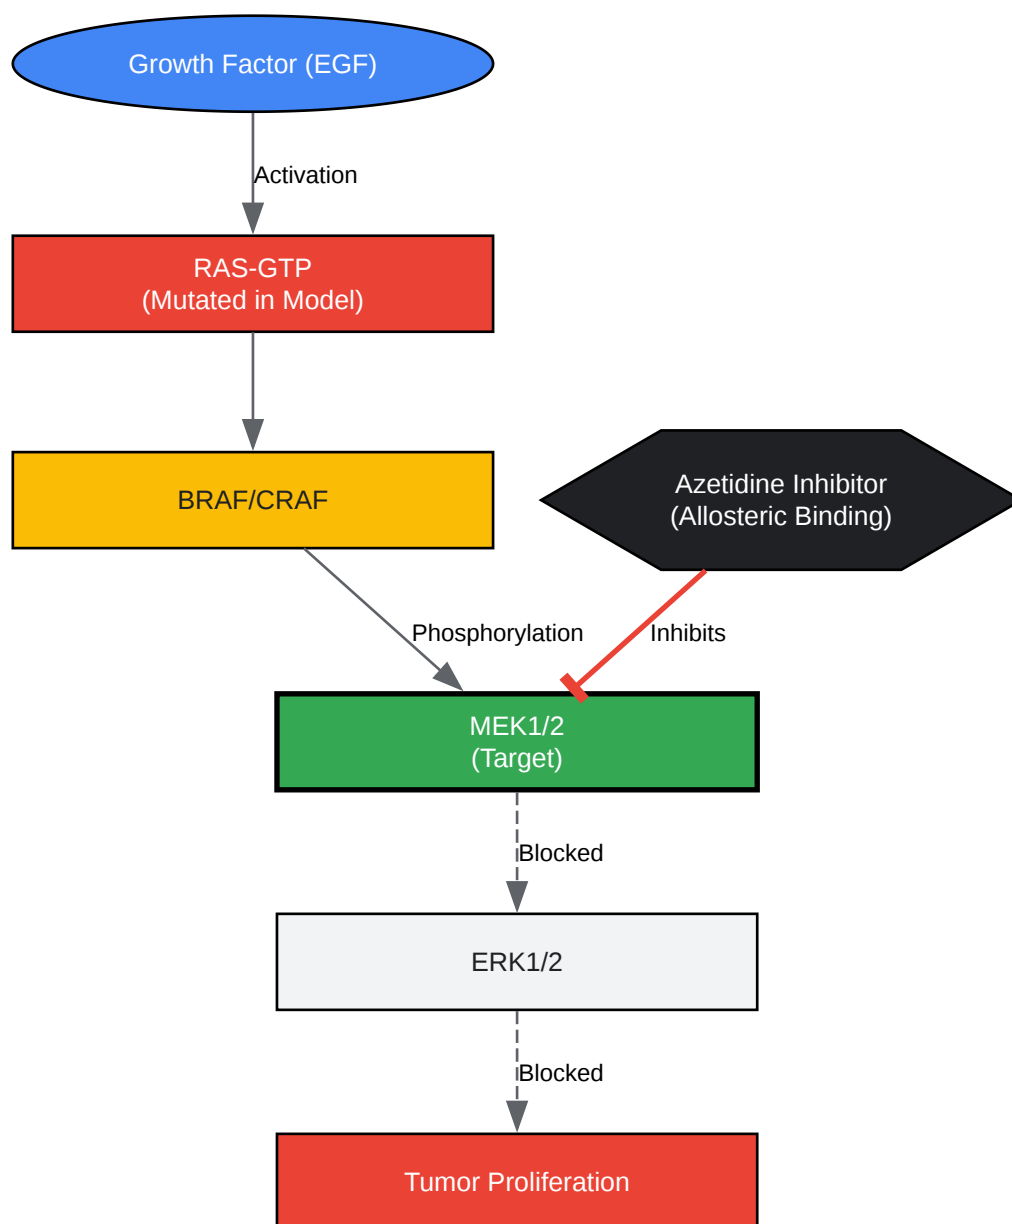 Growth Factor (EGF)
Activation
RAS-GTP
(Mutated in Model)
BRAF/CRAF
Azetidine Inhibitor
(Allosteric Binding)
Phosphorylation
Inhibits
MEK1/2
(Target)
Blocked
ERK1/2
Blocked
Tumor Proliferation